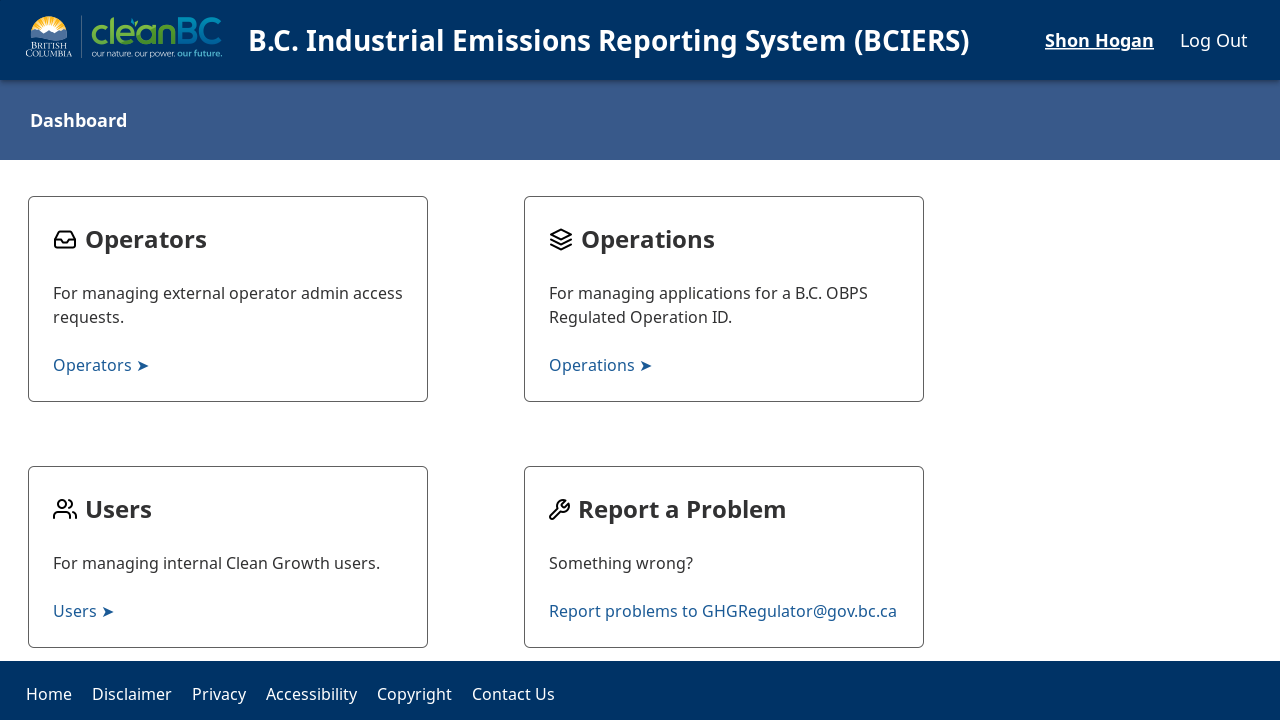 BRITISH
COLUMBIA
cleanBC
our nature. our power. our future.
B.C. Industrial Emissions Reporting System (BCIERS)
Shon Hogan
Log Out
Dashboard
Operators
For managing external operator admin access
requests.
Operators ➤
Operations
For managing applications for a B.C. OBPS
Regulated Operation ID.
Operations ➤
Users
For managing internal Clean Growth users.
Users ➤
Report a Problem
Something wrong?
Report problems to GHGRegulator@gov.bc.ca
Home Disclaimer Privacy Accessibility Copyright Contact Us